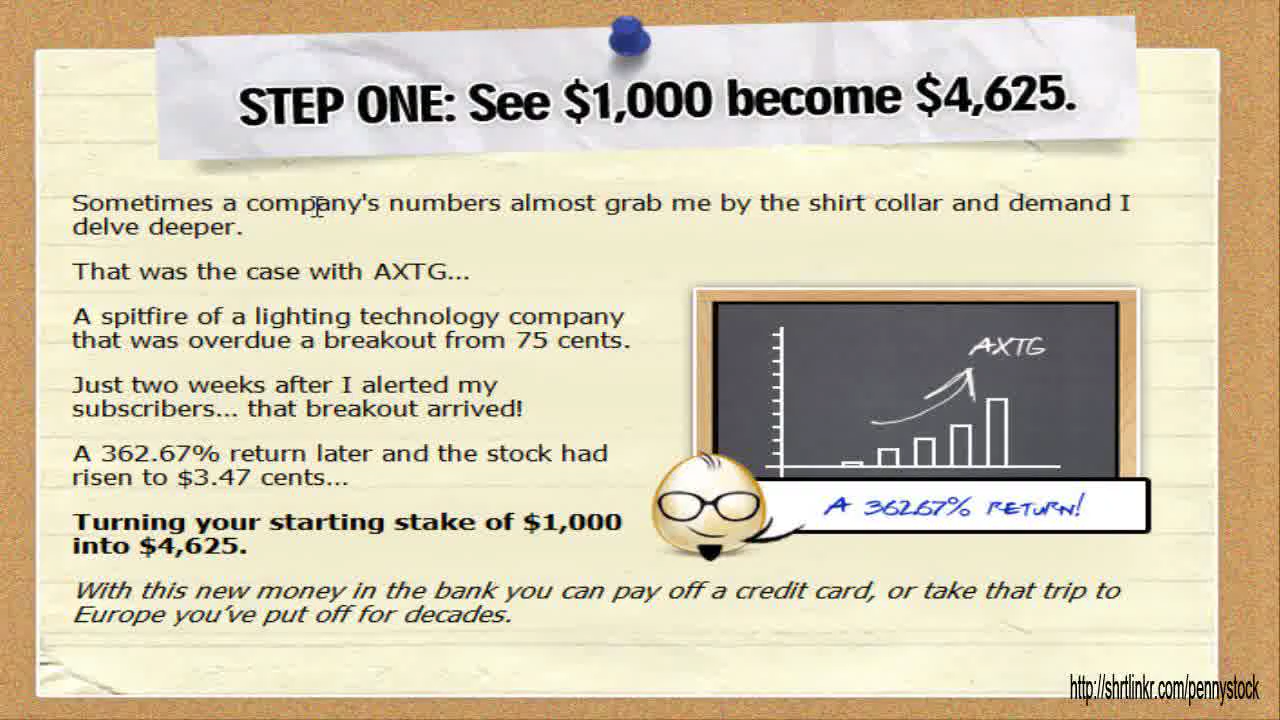 STEP ONE: See $1,000 become $4,625.
Sometimes a company's numbers almost grab me by the shirt collar and demand I
delve deeper.
That was the case with AXTG...
A spitfire of a lighting technology company
that was overdue a breakout from 75 cents.
Just two weeks after I alerted my
subscribers... that breakout arrived!
A 362.67% return later and the stock had
risen to $3.47 cents...
Turning your starting stake of $1,000
into $4,625.
AXTG
A 362.67% RETURN!
With this new money in the bank you can pay off a credit card, or take that trip to
Europe you've put off for decades.
http://shrtlinkr.com/pennystock